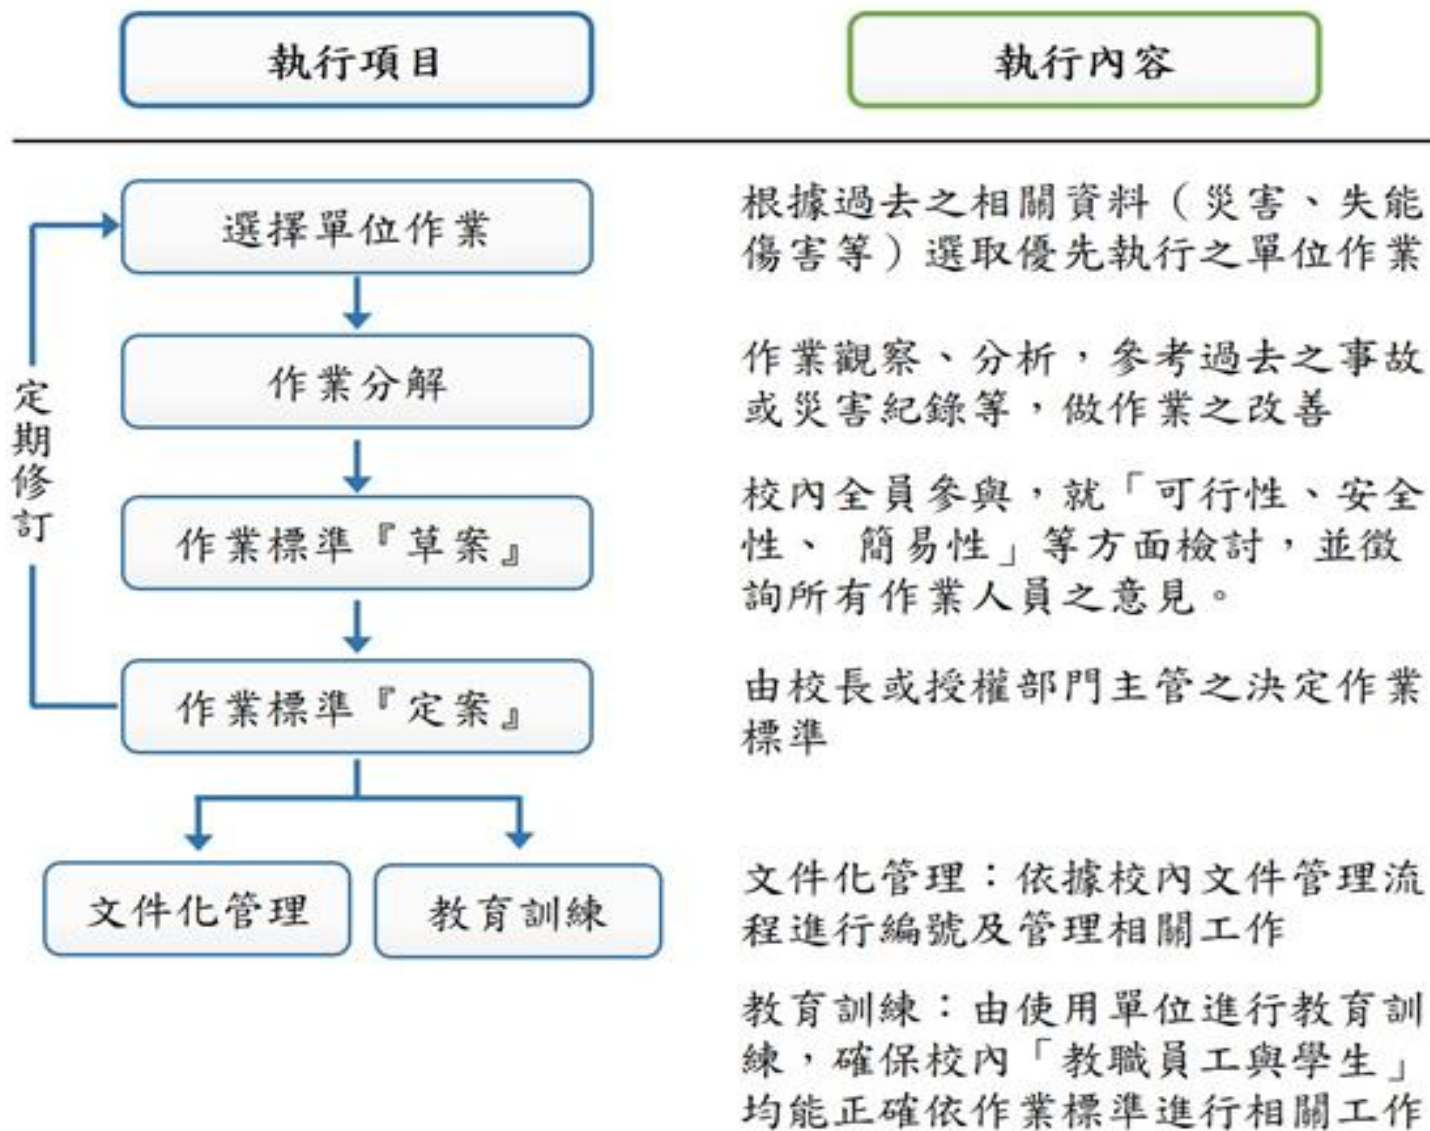 執行項目
執行內容
選擇單位作業
根據過去之相關資料（災害、失能
傷害等）選取優先執行之單位作業
作業分解
作業觀察、分析，參考過去之事故
或災害紀錄等，做作業之改善
定期修訂
作業標準『草案』
校內全員參與，就「可行性、安全
性、 簡易性」等方面檢討，並徵
詢所有作業人員之意見。
作業標準『定案』
由校長或授權部門主管之決定作業
標準
文件化管理
教育訓練
文件化管理：依據校內文件管理流
程進行編號及管理相關工作
教育訓練：由使用單位進行教育訓
練，確保校內「教職員工與學生」
均能正確依作業標準進行相關工作